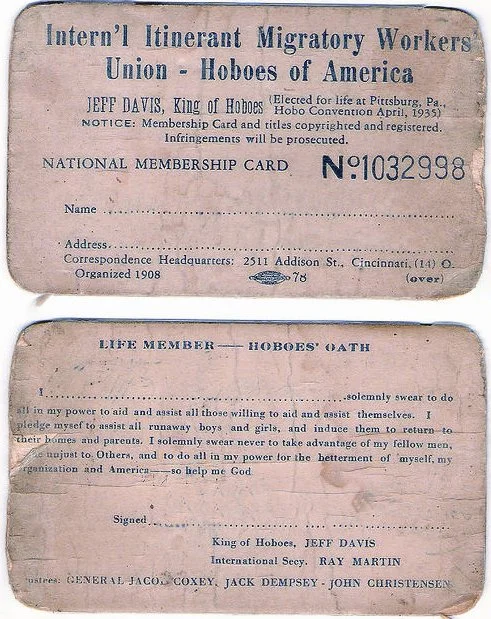 Intern'l Itinerant Migratory Workers
Union - Hoboes of America
JEFF DAVIS, King of Hoboes (Elected for life at Pittsburg, Pa., Hobo Convention April, 1935)
NOTICE: Membership Card and titles copyrighted and registered.
Infringements will be prosecuted.
NATIONAL MEMBERSHIP CARD No. 1032998
Name
Address
Correspondence Headquarters: 2511 Addison St., Cincinnati, (14) O.
Organized 1908 78 (over)
LIFE MEMBER — HOBOES' OATH
I solemnly swear to do
all in my power to aid and assist all those willing to aid and assist themselves. I
pledge mysef to assist all runaway boys and girls, and induce them to return to
their homes and parents. I solemnly swear never to take advantage of my fellow men,
unjust to Others, and to do all in my power for the betterment of myself, my
organization and America—so help me God
Signed
King of Hoboes, JEFF DAVIS
International Secy. RAY MARTIN
GENERAL JACOB COXEY, JACK DEMPSEY - JOHN CHRISTENSEN